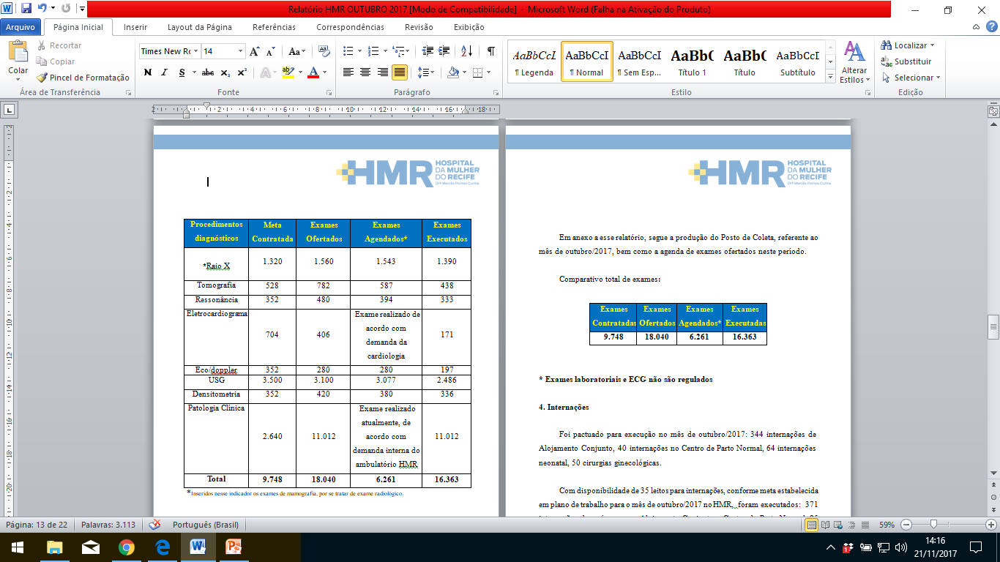 Relatório HMR OUTUBRO 2017 [Modo de Compatibilidade] - Microsoft Word (Falha na Ativação do Produto)
Arquivo Página Inicial Inserir Layout da Página Referências Correspondências Revisão Exibição
Colar
Recortar
Copiar
Pincel de Formatação
Área de Transferência
Times New Ro 14
N I S abc x₂ x²
Fonte
Parágrafo
AaBbCcI AaBbCcI AaBbCcI AaBbC AaBbCc AaBbCcI
¶ Legenda ¶ Normal ¶ Sem Esp... Título 1 Título Subtítulo
Alterar Estilos
Estilo
Localizar
Substituir
Selecionar
Edição
2 2 4 6 8 10 12 14 16 18
HMR HOSPITAL DA MULHER DO RECIFE
Drª Mercês Pontes Cunha
Procedimentos diagnósticos Meta Contratada Exames Ofertados Exames Agendados* Exames Executados
*Raio X 1.320 1.560 1.543 1.390
Tomografia 528 782 587 438
Ressonância 352 480 394 333
Eletrocardiograma 704 406 Exame realizado de acordo com demanda da cardiologia 171
Eco/doppler 352 280 280 197
USG 3.500 3.100 3.077 2.486
Densitometria 352 420 380 336
Patologia Clínica 2.640 11.012 Exame realizado atualmente, de acordo com demanda interna do ambulatório HMR 11.012
Total 9.748 18.040 6.261 16.363
*Inseridos nesse indicador os exames de mamografia, por se tratar de exame radiológico.
HMR HOSPITAL DA MULHER DO RECIFE
Drª Mercês Pontes Cunha
Em anexo a esse relatório, segue a produção do Posto de Coleta, referente ao
mês de outubro/2017, bem como a agenda de exames ofertados neste período.
Comparativo total de exames:
Exames Contratadas Exames Ofertados Exames Agendados* Exames Executadas
9.748 18.040 6.261 16.363
* Exames laboratoriais e ECG não são regulados
4. Internações
Foi pactuado para execução no mês de outubro/2017: 344 internações de
Alojamento Conjunto, 40 internações no Centro de Parto Normal, 64 internações
neonatal, 50 cirurgias ginecológicas.
Com disponibilidade de 35 leitos para internações, conforme meta estabelecida
em plano de trabalho para o mês de outubro/2017 no HMR, foram executados: 371
Página: 13 de 22 Palavras: 3.113 Português (Brasil) 59%
14:16
21/11/2017